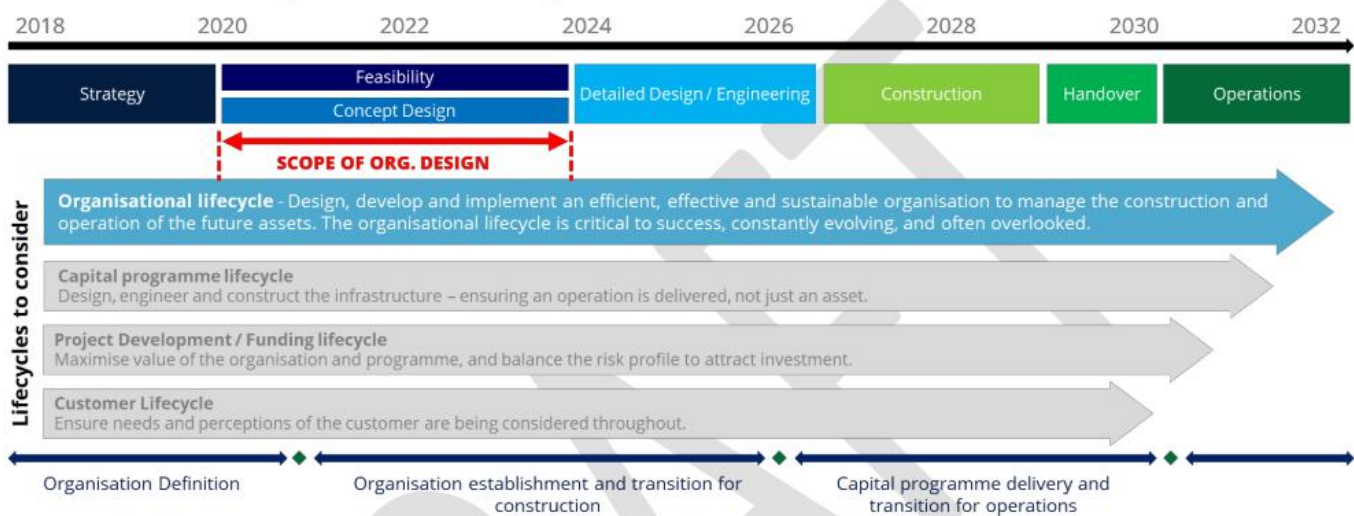 2018 2020 2022 2024 2026 2028 2030 2032
Strategy
Feasibility
Concept Design
Detailed Design / Engineering
Construction
Handover
Operations
SCOPE OF ORG. DESIGN
Lifecycles to consider
Organisational lifecycle - Design, develop and implement an efficient, effective and sustainable organisation to manage the construction and
operation of the future assets. The organisational lifecycle is critical to success, constantly evolving, and often overlooked.
Capital programme lifecycle
Design, engineer and construct the infrastructure – ensuring an operation is delivered, not just an asset.
Project Development / Funding lifecycle
Maximise value of the organisation and programme, and balance the risk profile to attract investment.
Customer Lifecycle
Ensure needs and perceptions of the customer are being considered throughout.
Organisation Definition
Organisation establishment and transition for
construction
Capital programme delivery and
transition for operations